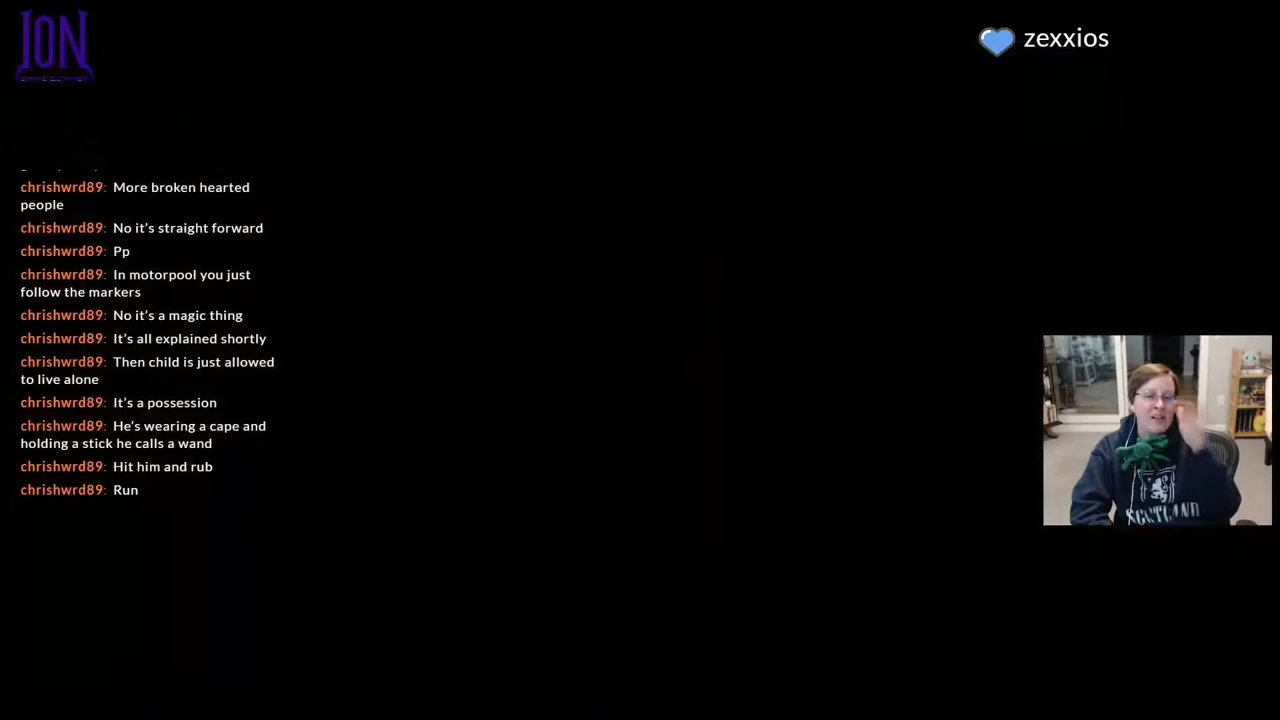 ION
zexxios
chrishwrd89: More broken hearted
people
chrishwrd89: No it's straight forward
chrishwrd89: Pp
chrishwrd89: In motorpool you just
follow the markers
chrishwrd89: No it's a magic thing
chrishwrd89: It's all explained shortly
chrishwrd89: Then child is just allowed
to live alone
chrishwrd89: It's a possession
chrishwrd89: He's wearing a cape and
holding a stick he calls a wand
chrishwrd89: Hit him and rub
chrishwrd89: Run
SCOTLAND